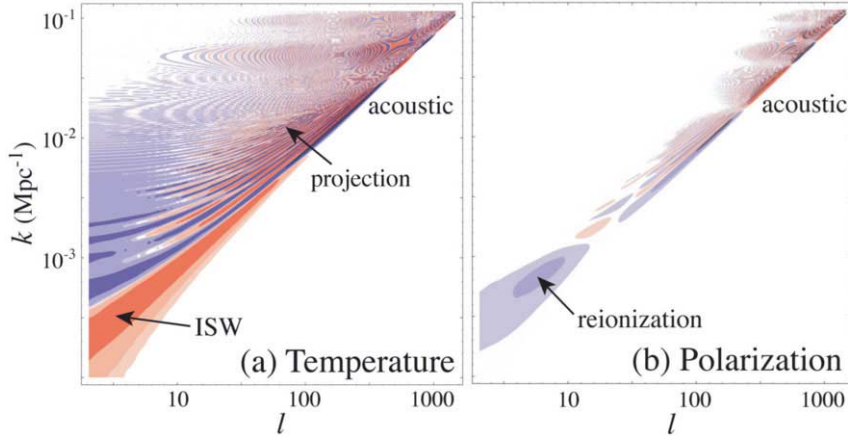 10⁻¹
10⁻²
10⁻³
k (Mpc⁻¹)
acoustic
projection
ISW
(a) Temperature
10
100
1000
l
acoustic
reionization
(b) Polarization
10
100
1000
l